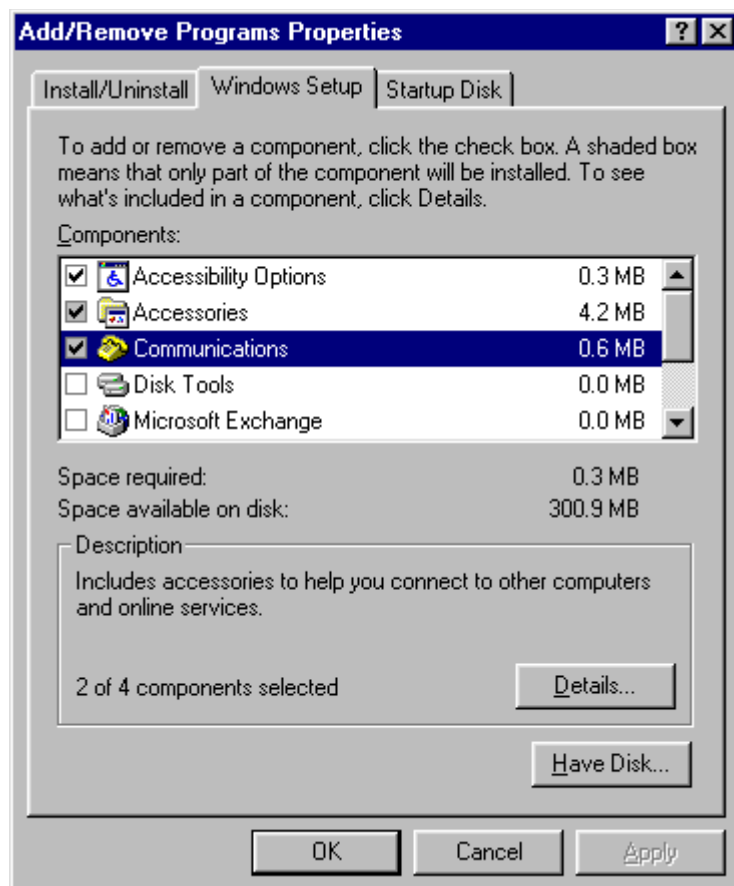 Add/Remove Programs Properties
Install/Uninstall Windows Setup Startup Disk
To add or remove a component, click the check box. A shaded box
means that only part of the component will be installed. To see
what's included in a component, click Details.
Components:
Accessibility Options 0.3 MB
Accessories 4.2 MB
Communications 0.6 MB
Disk Tools 0.0 MB
Microsoft Exchange 0.0 MB
Space required: 0.3 MB
Space available on disk: 300.9 MB
Description
Includes accessories to help you connect to other computers
and online services.
2 of 4 components selected Details...
Have Disk...
OK Cancel Apply